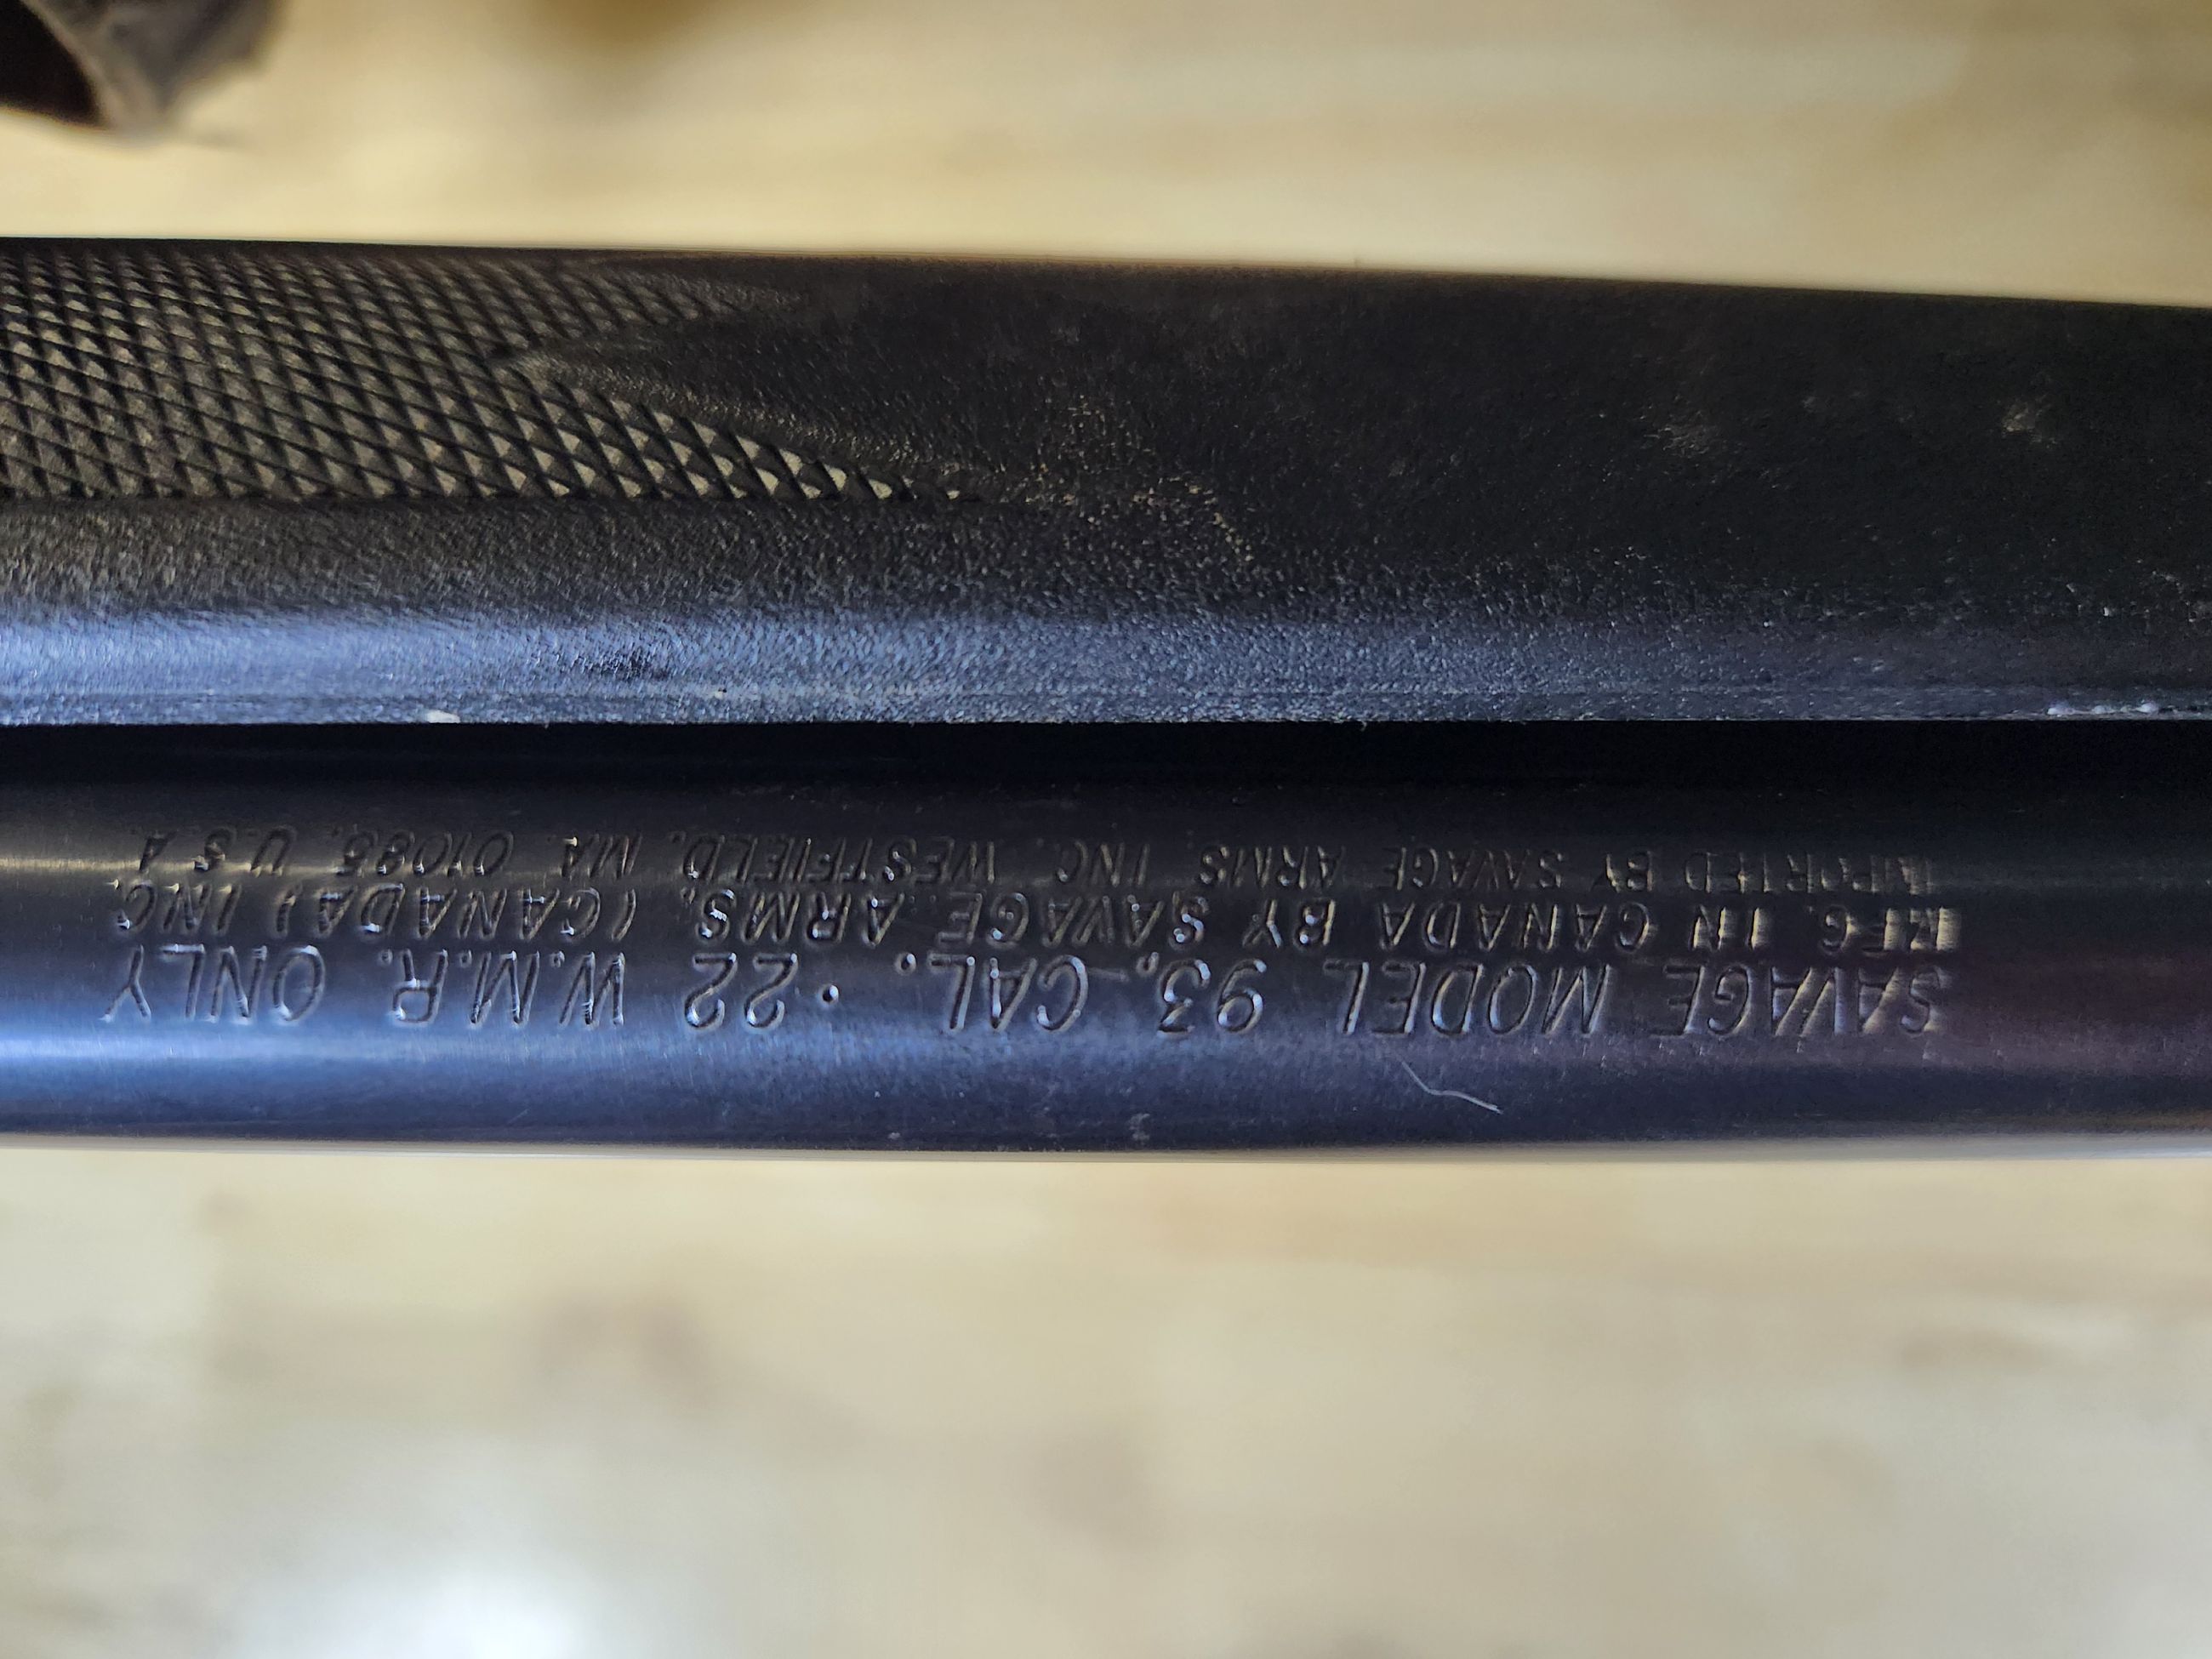 SAVAGE MODEL 93, CAL. .22 W.M.R. ONLY
MFG. IN CANADA BY SAVAGE ARMS, (CANADA) INC.
IMPORTED BY SAVAGE ARMS, INC. WESTFIELD, MA. 01085, U.S.A.